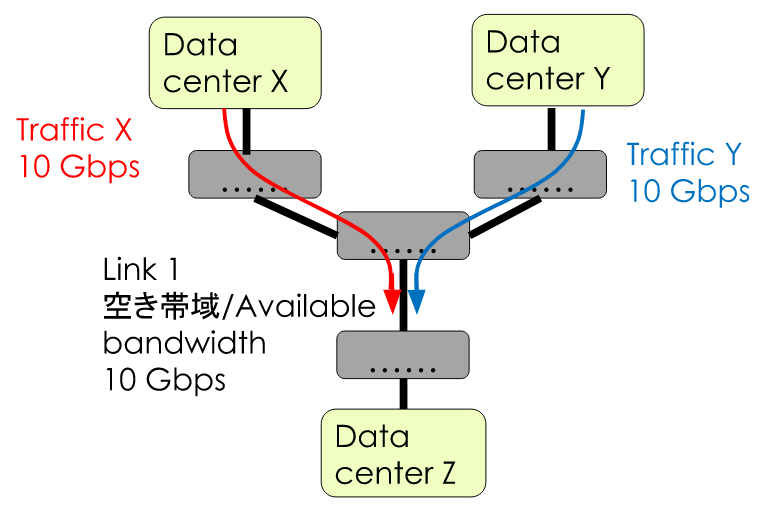 Data
center X
Data
center Y
Traffic X
10 Gbps
Traffic Y
10 Gbps
Link 1
空き帯域/Available
bandwidth
10 Gbps
Data
center Z